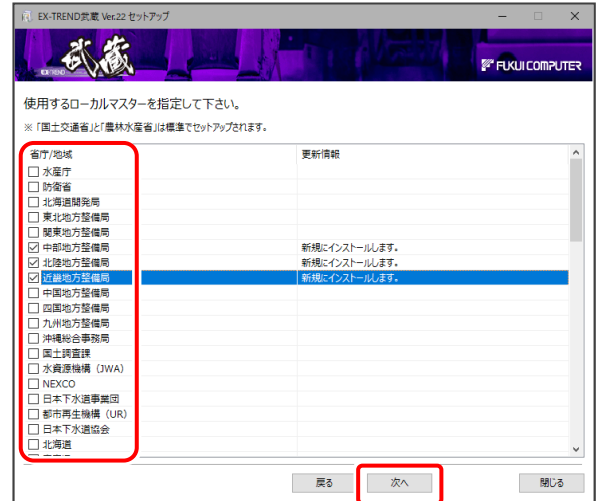 EX-TREND武蔵 Ver.22 セットアップ
EX-TREND 武蔵
FUKUI COMPUTER
使用するローカルマスターを指定して下さい。
※ 「国土交通省」と「農林水産省」は標準でセットアップされます。
省庁/地域 更新情報
水産庁
防衛省
北海道開発局
東北地方整備局
関東地方整備局
中部地方整備局 新規にインストールします。
北陸地方整備局 新規にインストールします。
近畿地方整備局 新規にインストールします。
中国地方整備局
四国地方整備局
九州地方整備局
沖縄総合事務局
国土調査課
水資源機構（JWA）
NEXCO
日本下水道事業団
都市再生機構（UR）
日本下水道協会
北海道
戻る 次へ 閉じる